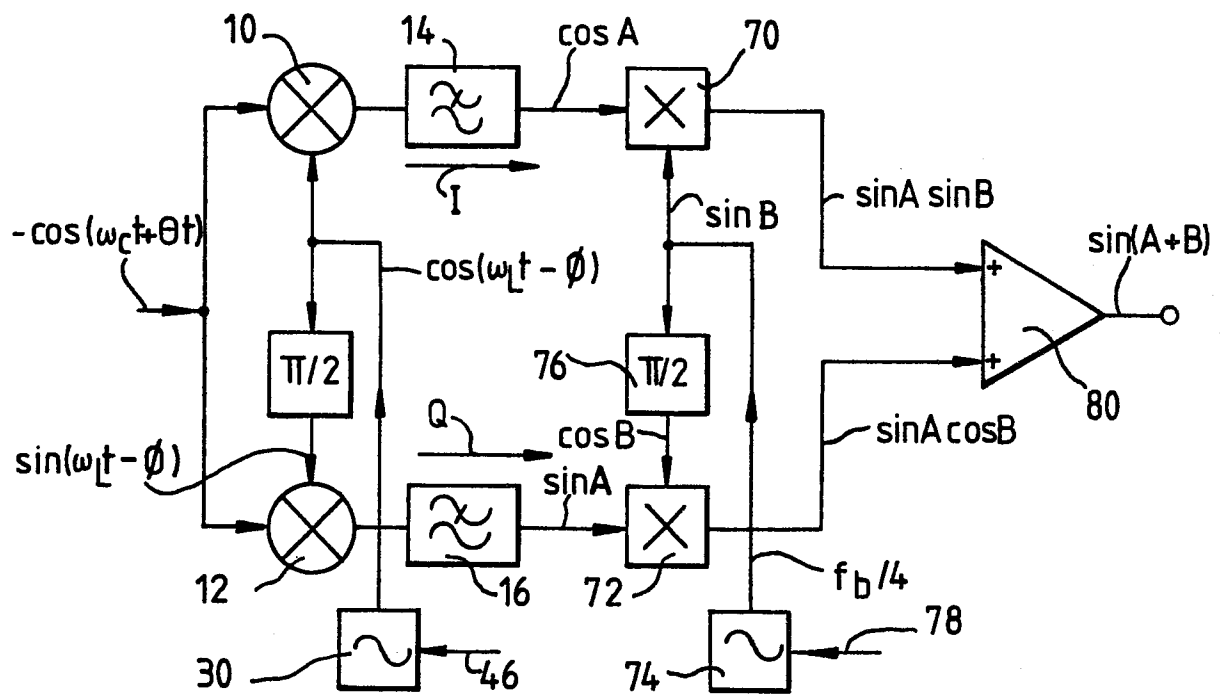 10
14
cos A
70
I
sin B
sinA sinB
-cos(ωct+θt)
cos(ωLt-ø)
sin(A+B)
+
π/2
76
π/2
+
80
Q
cosB
sinA cosB
sin(ωLt-ø)
sinA
12
16
72
fb/4
30
46
74
78